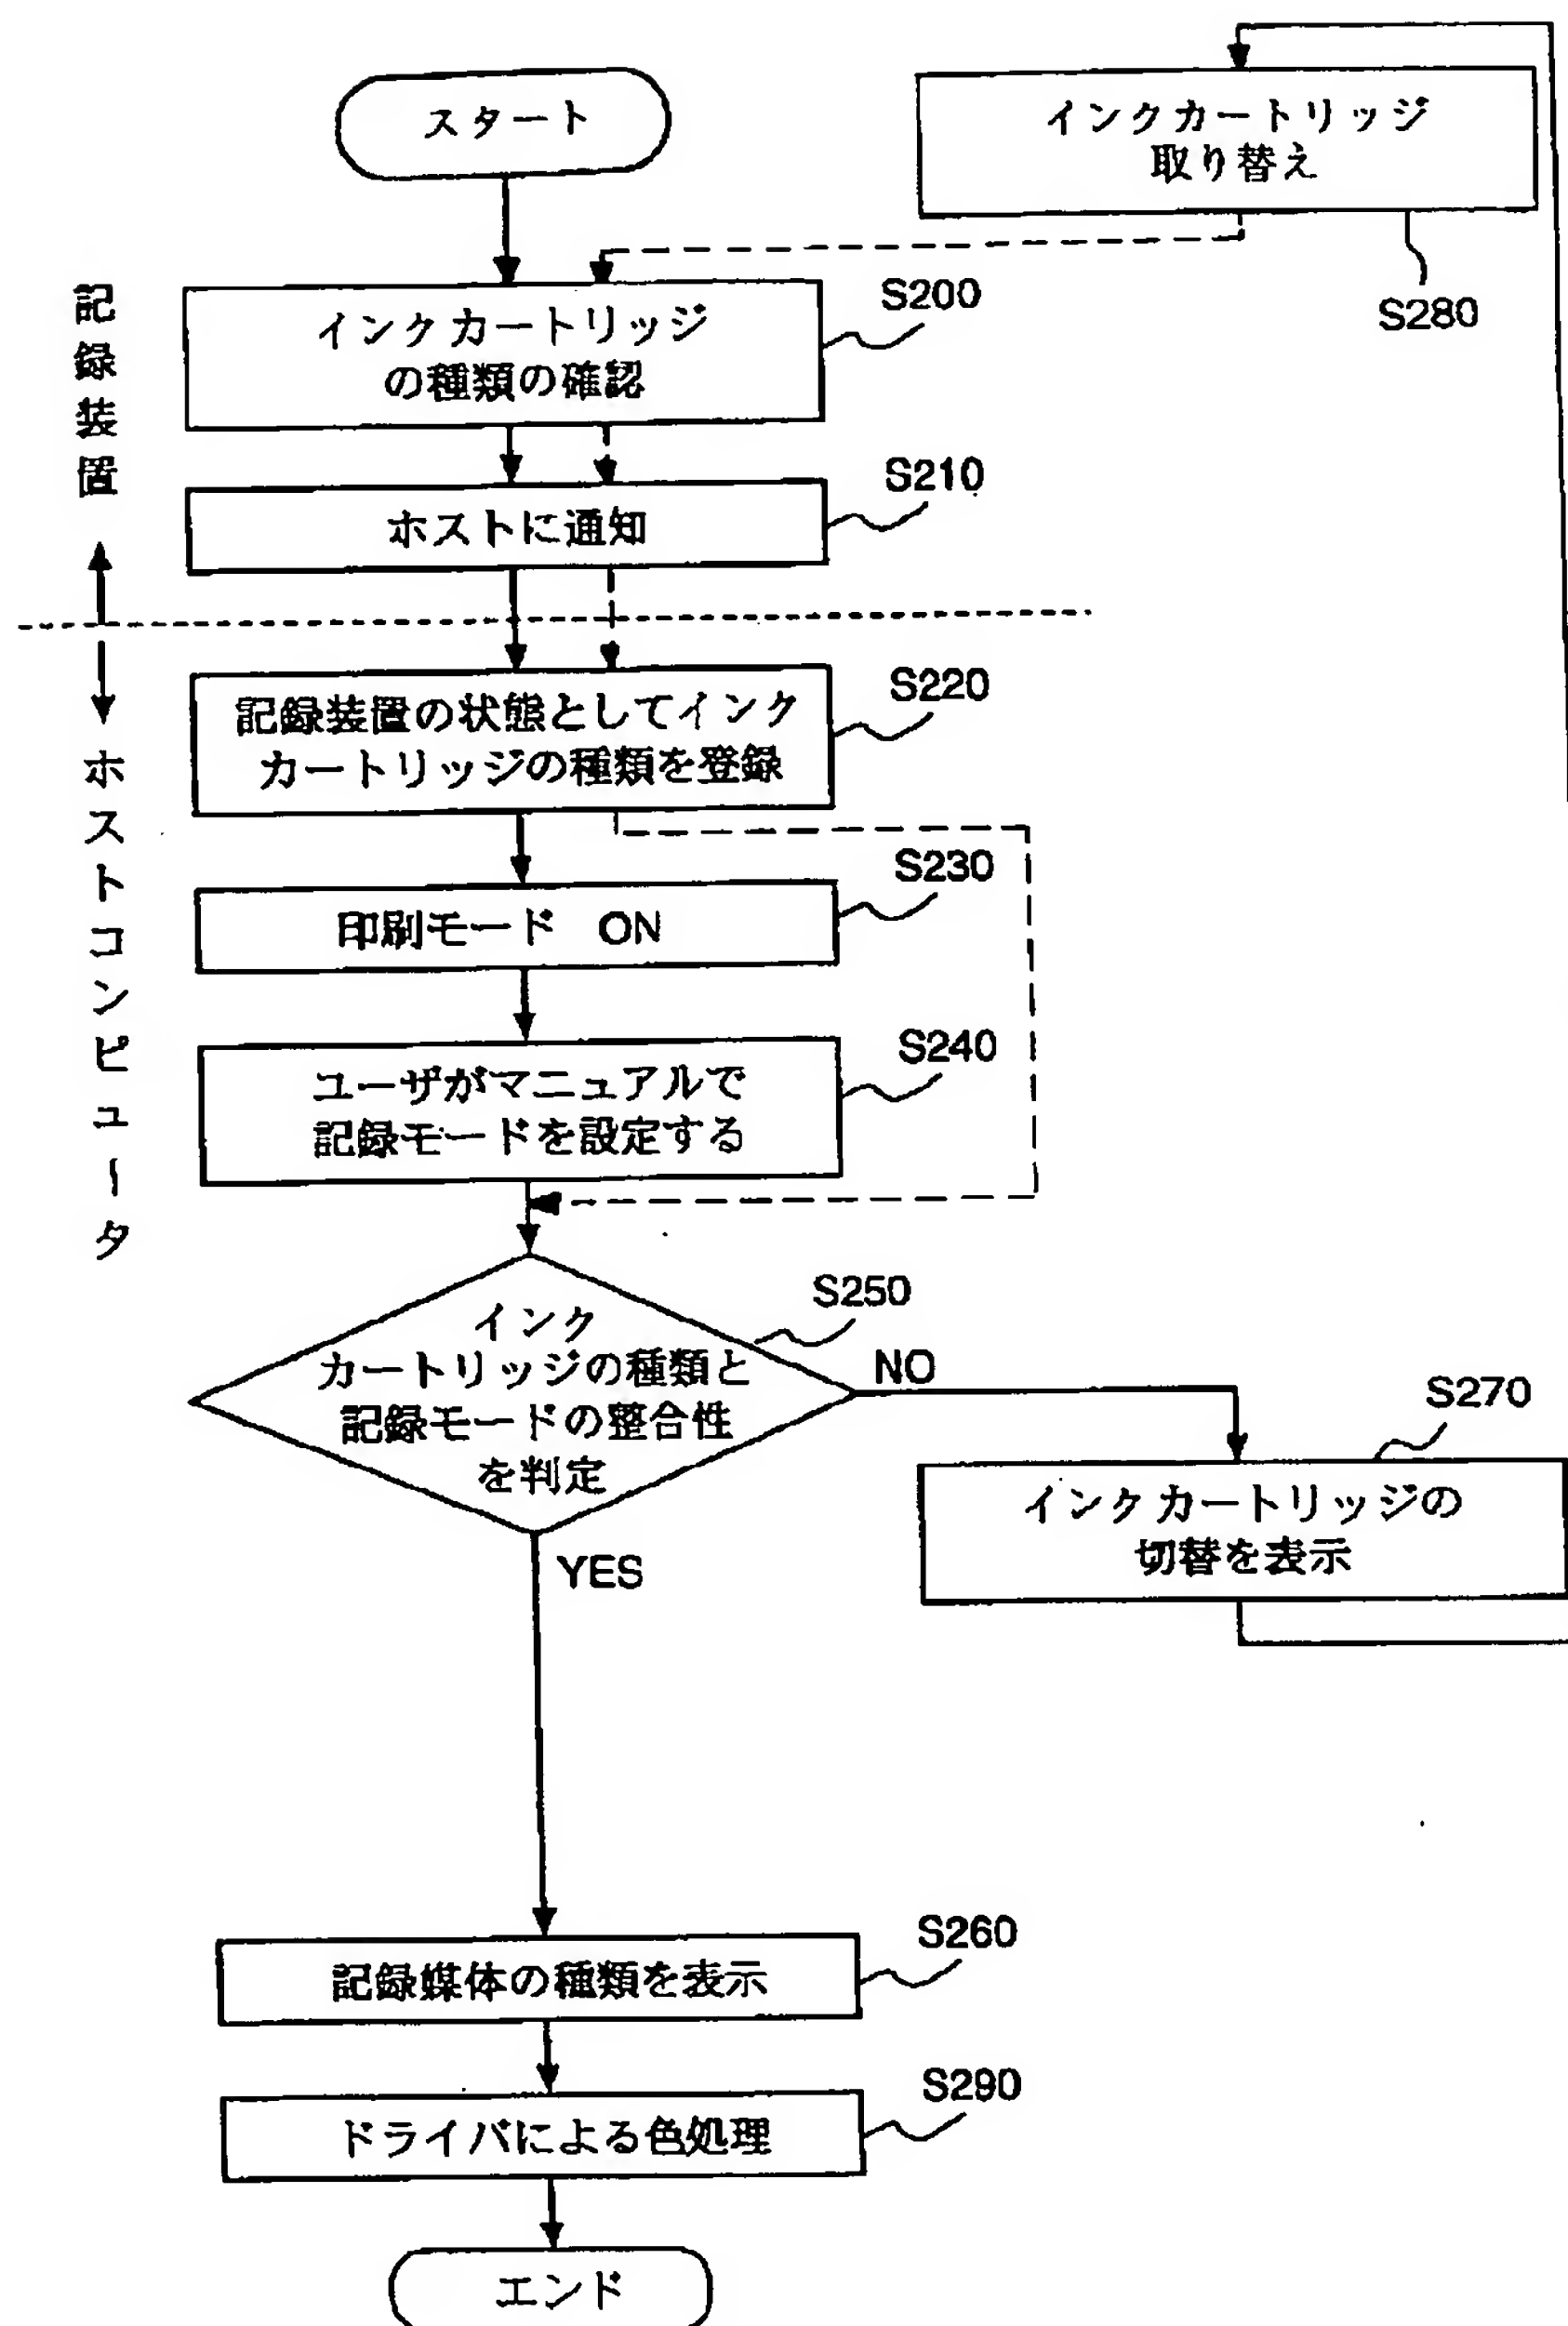 スタート
インクカートリッジ
取り替え
S280
記録装置
インクカートリッジ
の種類の確認
S200
ホストに通知
S210
ホストコンピュータ
記録装置の状態としてインク
カートリッジの種類を登録
S220
印刷モード ON
S230
ユーザがマニュアルで
記録モードを設定する
S240
インク
カートリッジの種類と
記録モードの整合性
を判定
S250
NO
YES
S270
インクカートリッジの
切替を表示
記録媒体の種類を表示
S260
ドライバによる色処理
S290
エンド